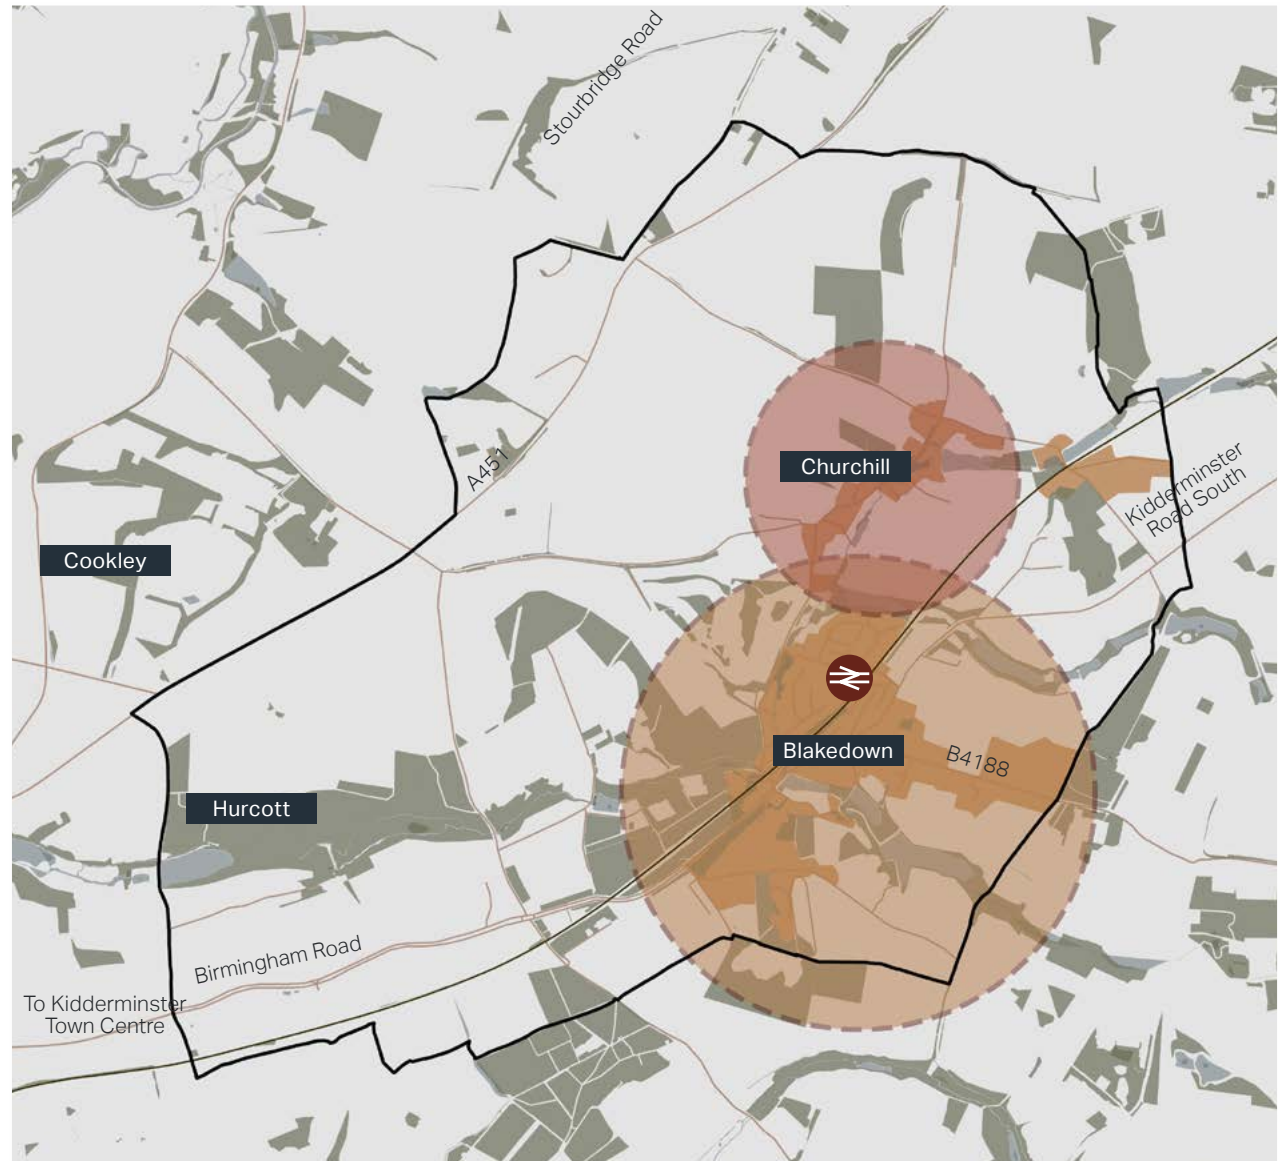 Stourbridge Road
A451
Churchill
Kidderminster
Road South
Cookley
Blakedown
B4188
Hurcott
Birmingham Road
To Kidderminster
Town Centre